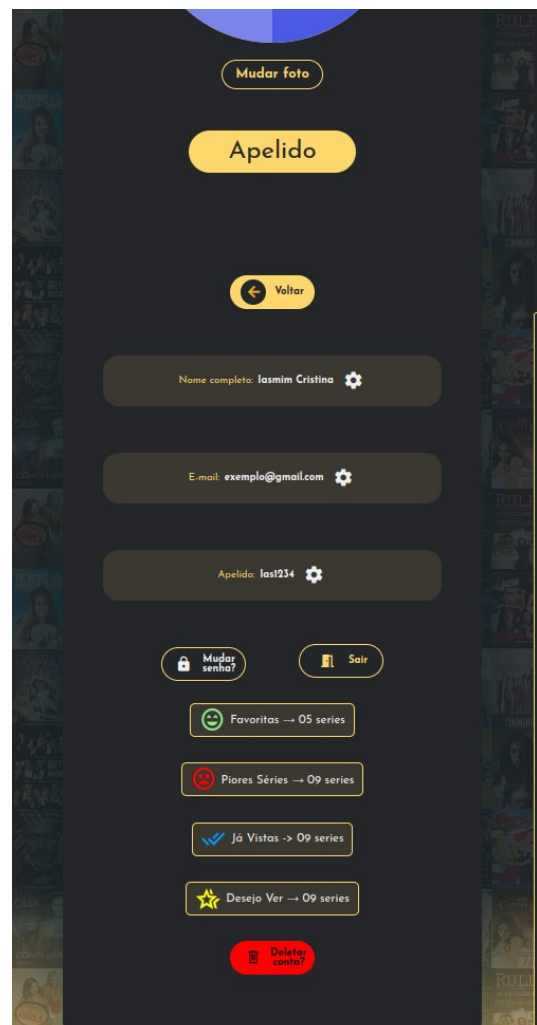 Mudar foto
Apelido
Voltar
Nome completo: Iasmim Cristina
E-mail: exemplo@gmail.com
Apelido: Ias1234
Mudar
senha?
Sair
Favoritas → 05 series
Piores Séries → 09 series
Já Vistas -> 09 series
Desejo Ver → 09 series
Deletar
conta?